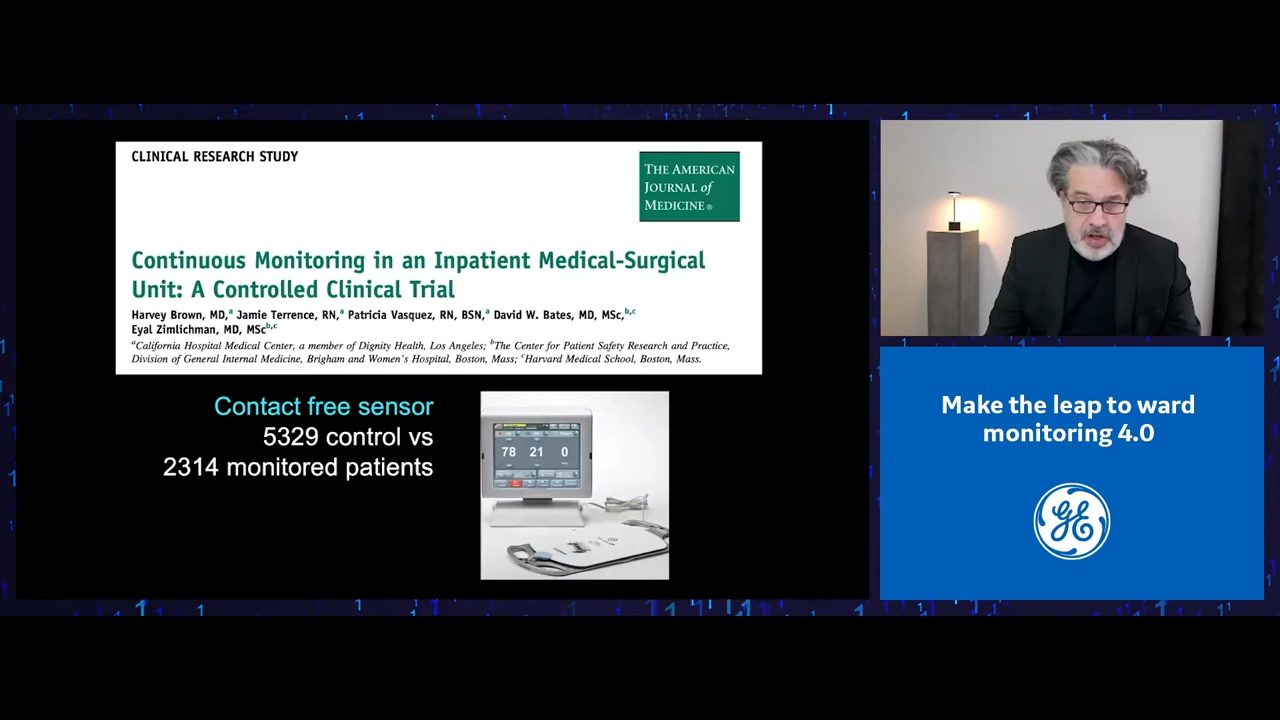 CLINICAL RESEARCH STUDY
THE AMERICAN
JOURNAL of
MEDICINE®
Continuous Monitoring in an Inpatient Medical-Surgical
Unit: A Controlled Clinical Trial
Harvey Brown, MD,ᵃ Jamie Terrence, RN,ᵃ Patricia Vasquez, RN, BSN,ᵃ David W. Bates, MD, MSc,ᵇ,ᶜ
Eyal Zimlichman, MD, MScᵇ,ᶜ
ᵃCalifornia Hospital Medical Center, a member of Dignity Health, Los Angeles; ᵇThe Center for Patient Safety Research and Practice,
Division of General Internal Medicine, Brigham and Women's Hospital, Boston, Mass; ᶜHarvard Medical School, Boston, Mass.
Contact free sensor
5329 control vs
2314 monitored patients
78 21 0
Make the leap to ward
monitoring 4.0
GE